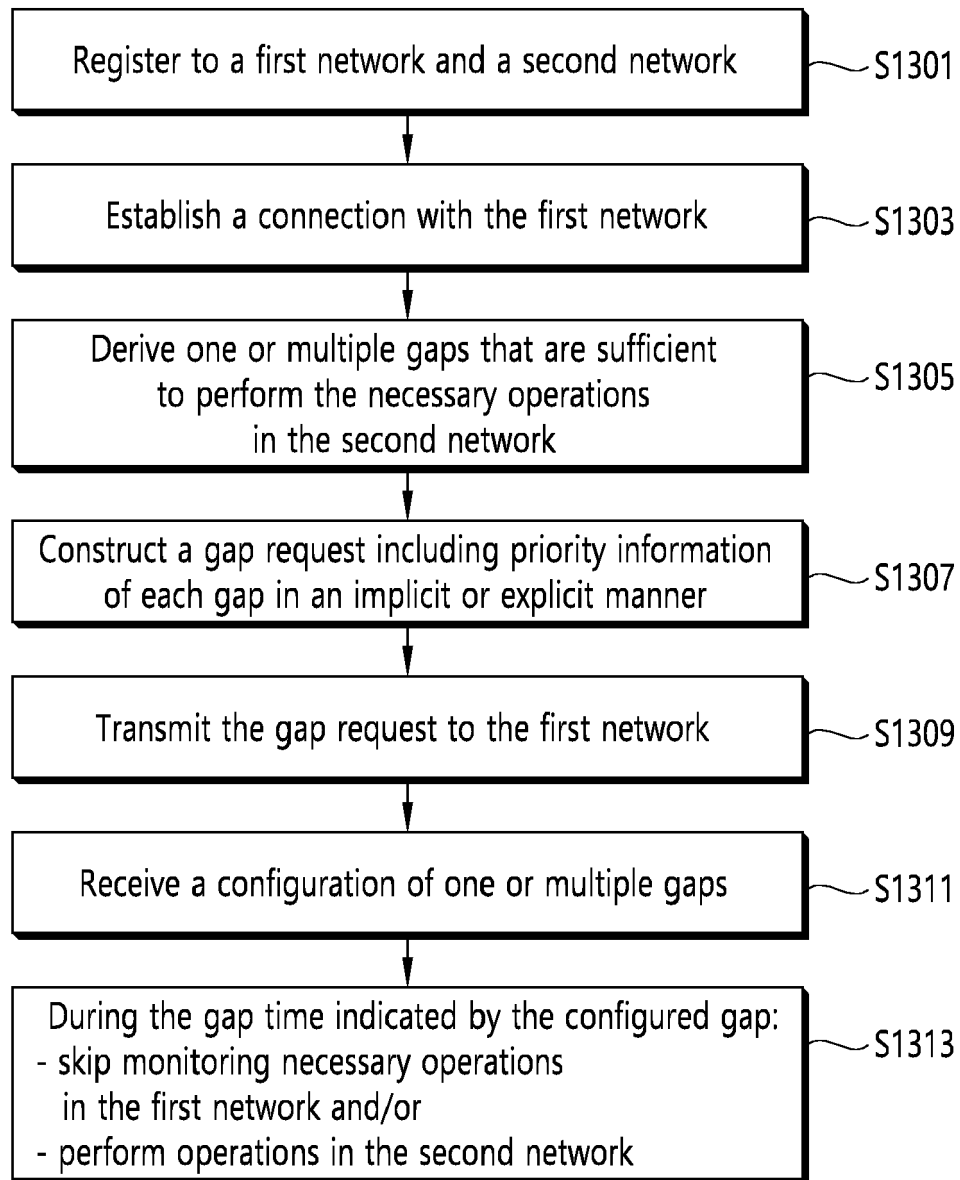 Register to a first network and a second network
S1301
Establish a connection with the first network
S1303
Derive one or multiple gaps that are sufficient
to perform the necessary operations
in the second network
S1305
Construct a gap request including priority information
of each gap in an implicit or explicit manner
S1307
Transmit the gap request to the first network
S1309
Receive a configuration of one or multiple gaps
S1311
During the gap time indicated by the configured gap:
- skip monitoring necessary operations
in the first network and/or
- perform operations in the second network
S1313